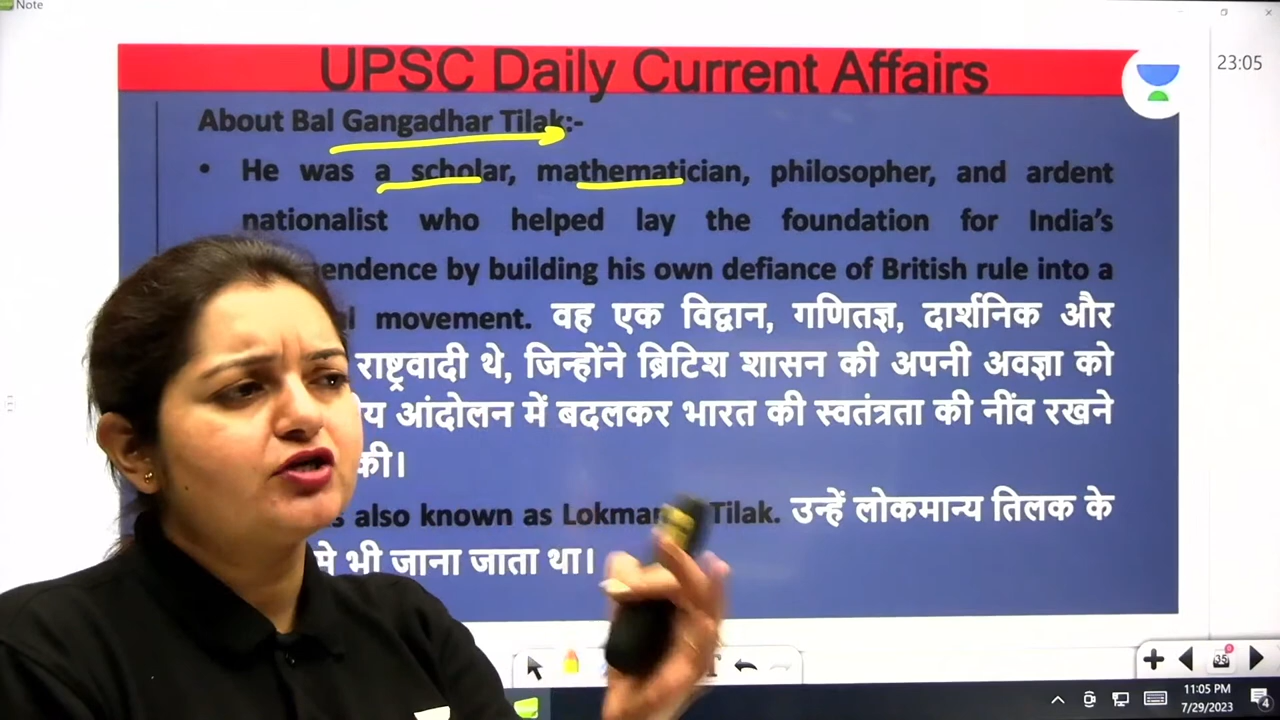 Note
UPSC Daily Current Affairs
23:05
About Bal Gangadhar Tilak:-
• He was a scholar, mathematician, philosopher, and ardent
nationalist who helped lay the foundation for India’s
endence by building his own defiance of British rule into a
movement. वह एक विद्वान, गणितज्ञ, दार्शनिक और
राष्ट्रवादी थे, जिन्होंने ब्रिटिश शासन की अपनी अवज्ञा को
आंदोलन में बदलकर भारत की स्वतंत्रता की नींव रखने
की।
also known as Tilak. उन्हें लोकमान्य तिलक के
भी जाना जाता था।
35
11:05 PM
7/29/2023
4